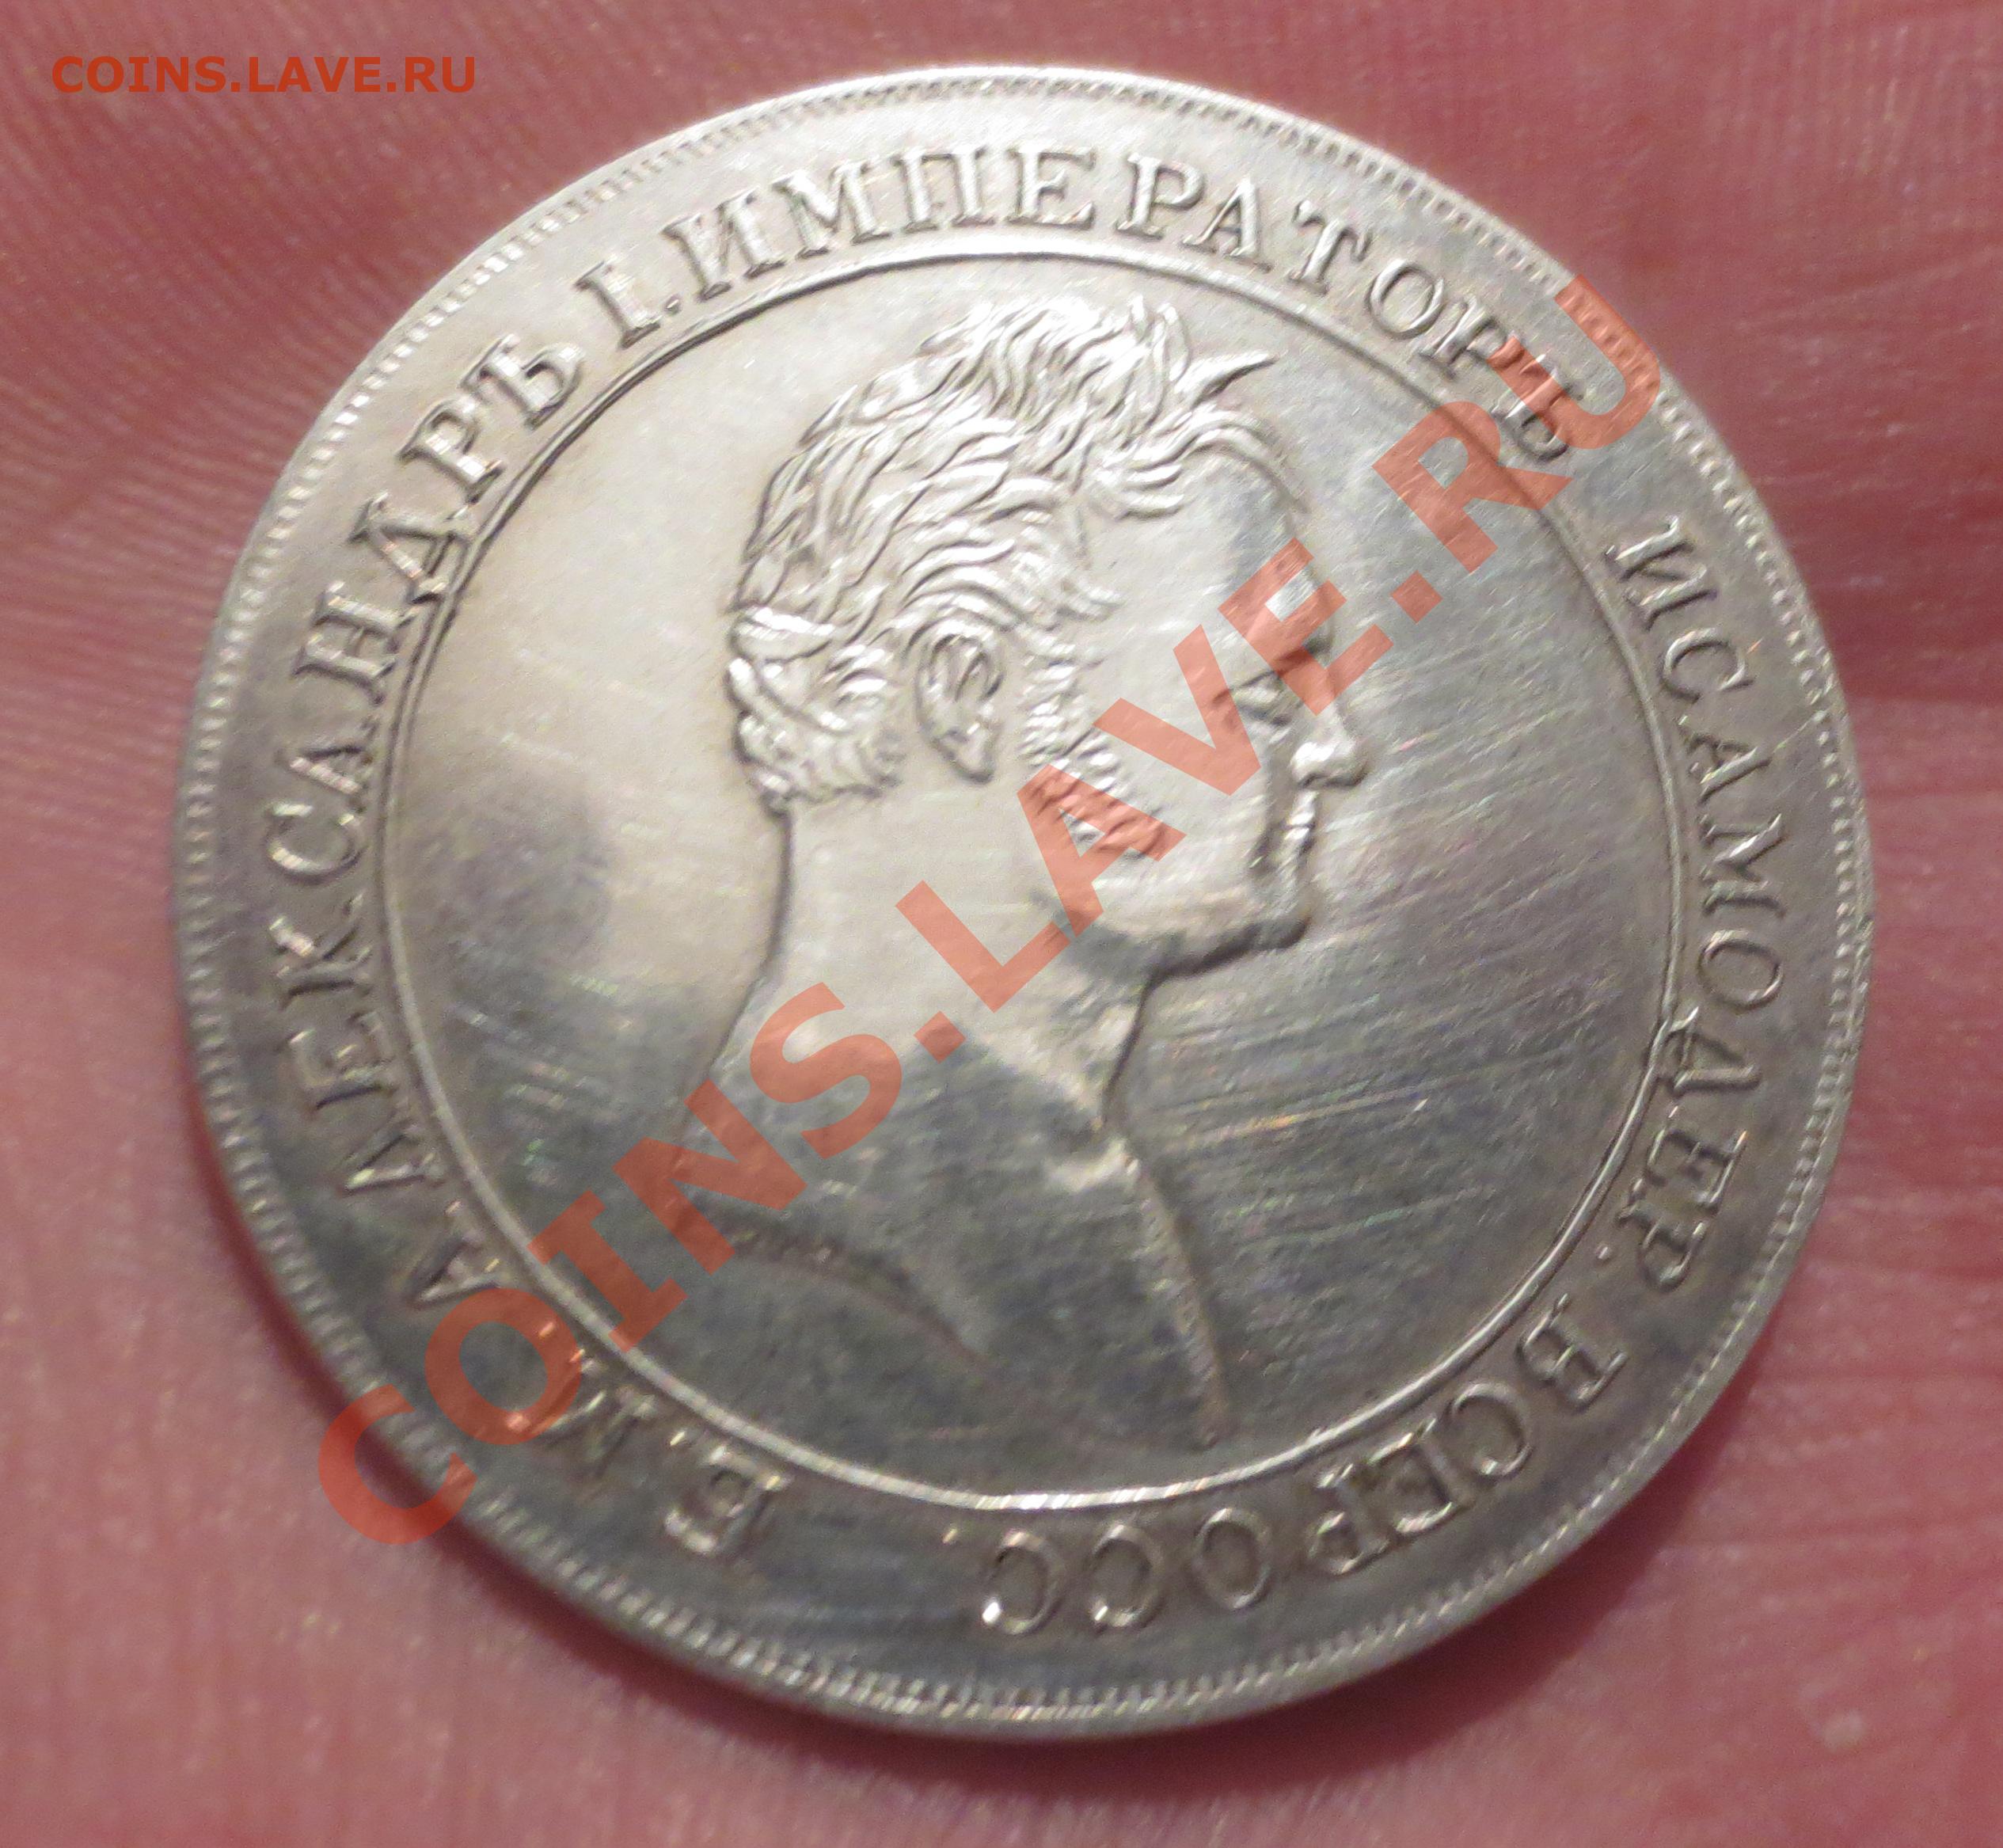 COINS.LAVE.RU
Е.М.АЛЕКСАНДРЪ I. ИМПЕРАТОРЪ И САМОДЕР. ВСЕРОСС.
COINS.LAVE.RU